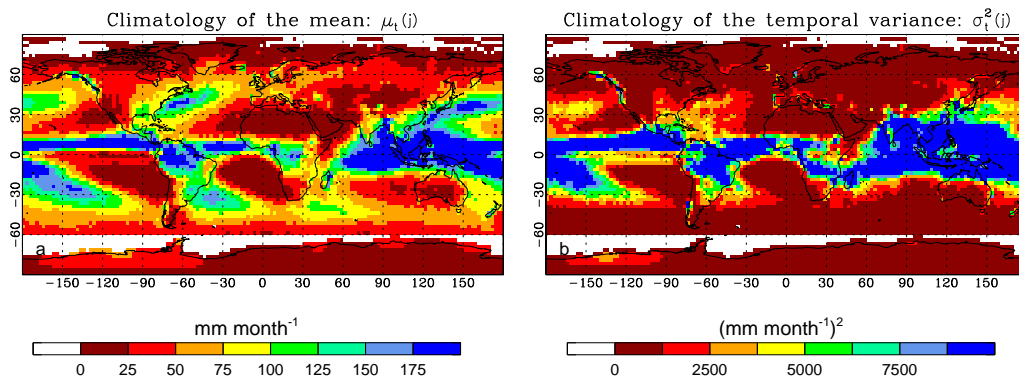 Climatology of the mean: μt(j)
60
30
0
−30
−60
a
−150 −120 −90 −60 −30 0 30 60 90 120 150
mm month-1
0 25 50 75 100 125 150 175
Climatology of the temporal variance: σt2(j)
60
30
0
−30
−60
b
−150 −120 −90 −60 −30 0 30 60 90 120 150
(mm month-1)2
0 2500 5000 7500